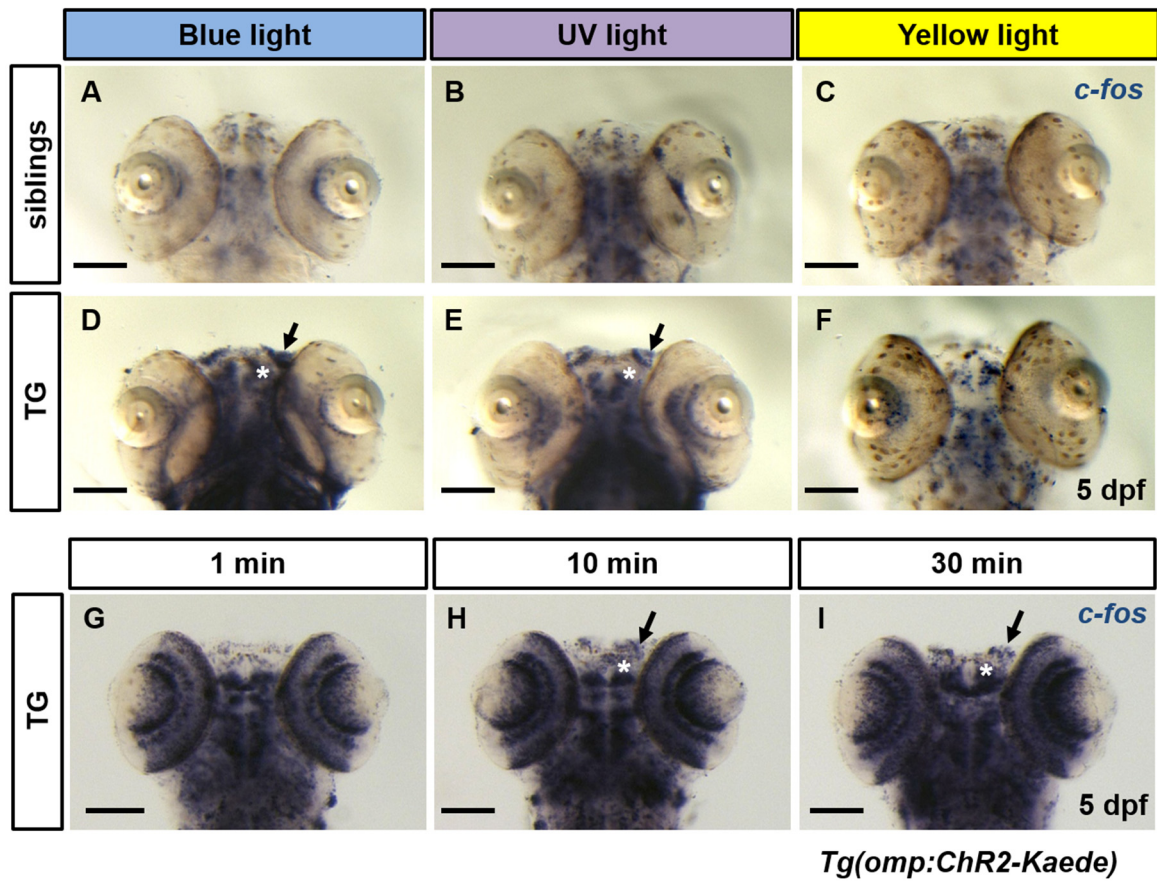 Blue light
UV light
Yellow light
siblings
A
B
C
c-fos
TG
D
*
E
*
F
5 dpf
1 min
10 min
30 min
TG
G
H
*
I
*
c-fos
5 dpf
Tg(omp:ChR2-Kaede)